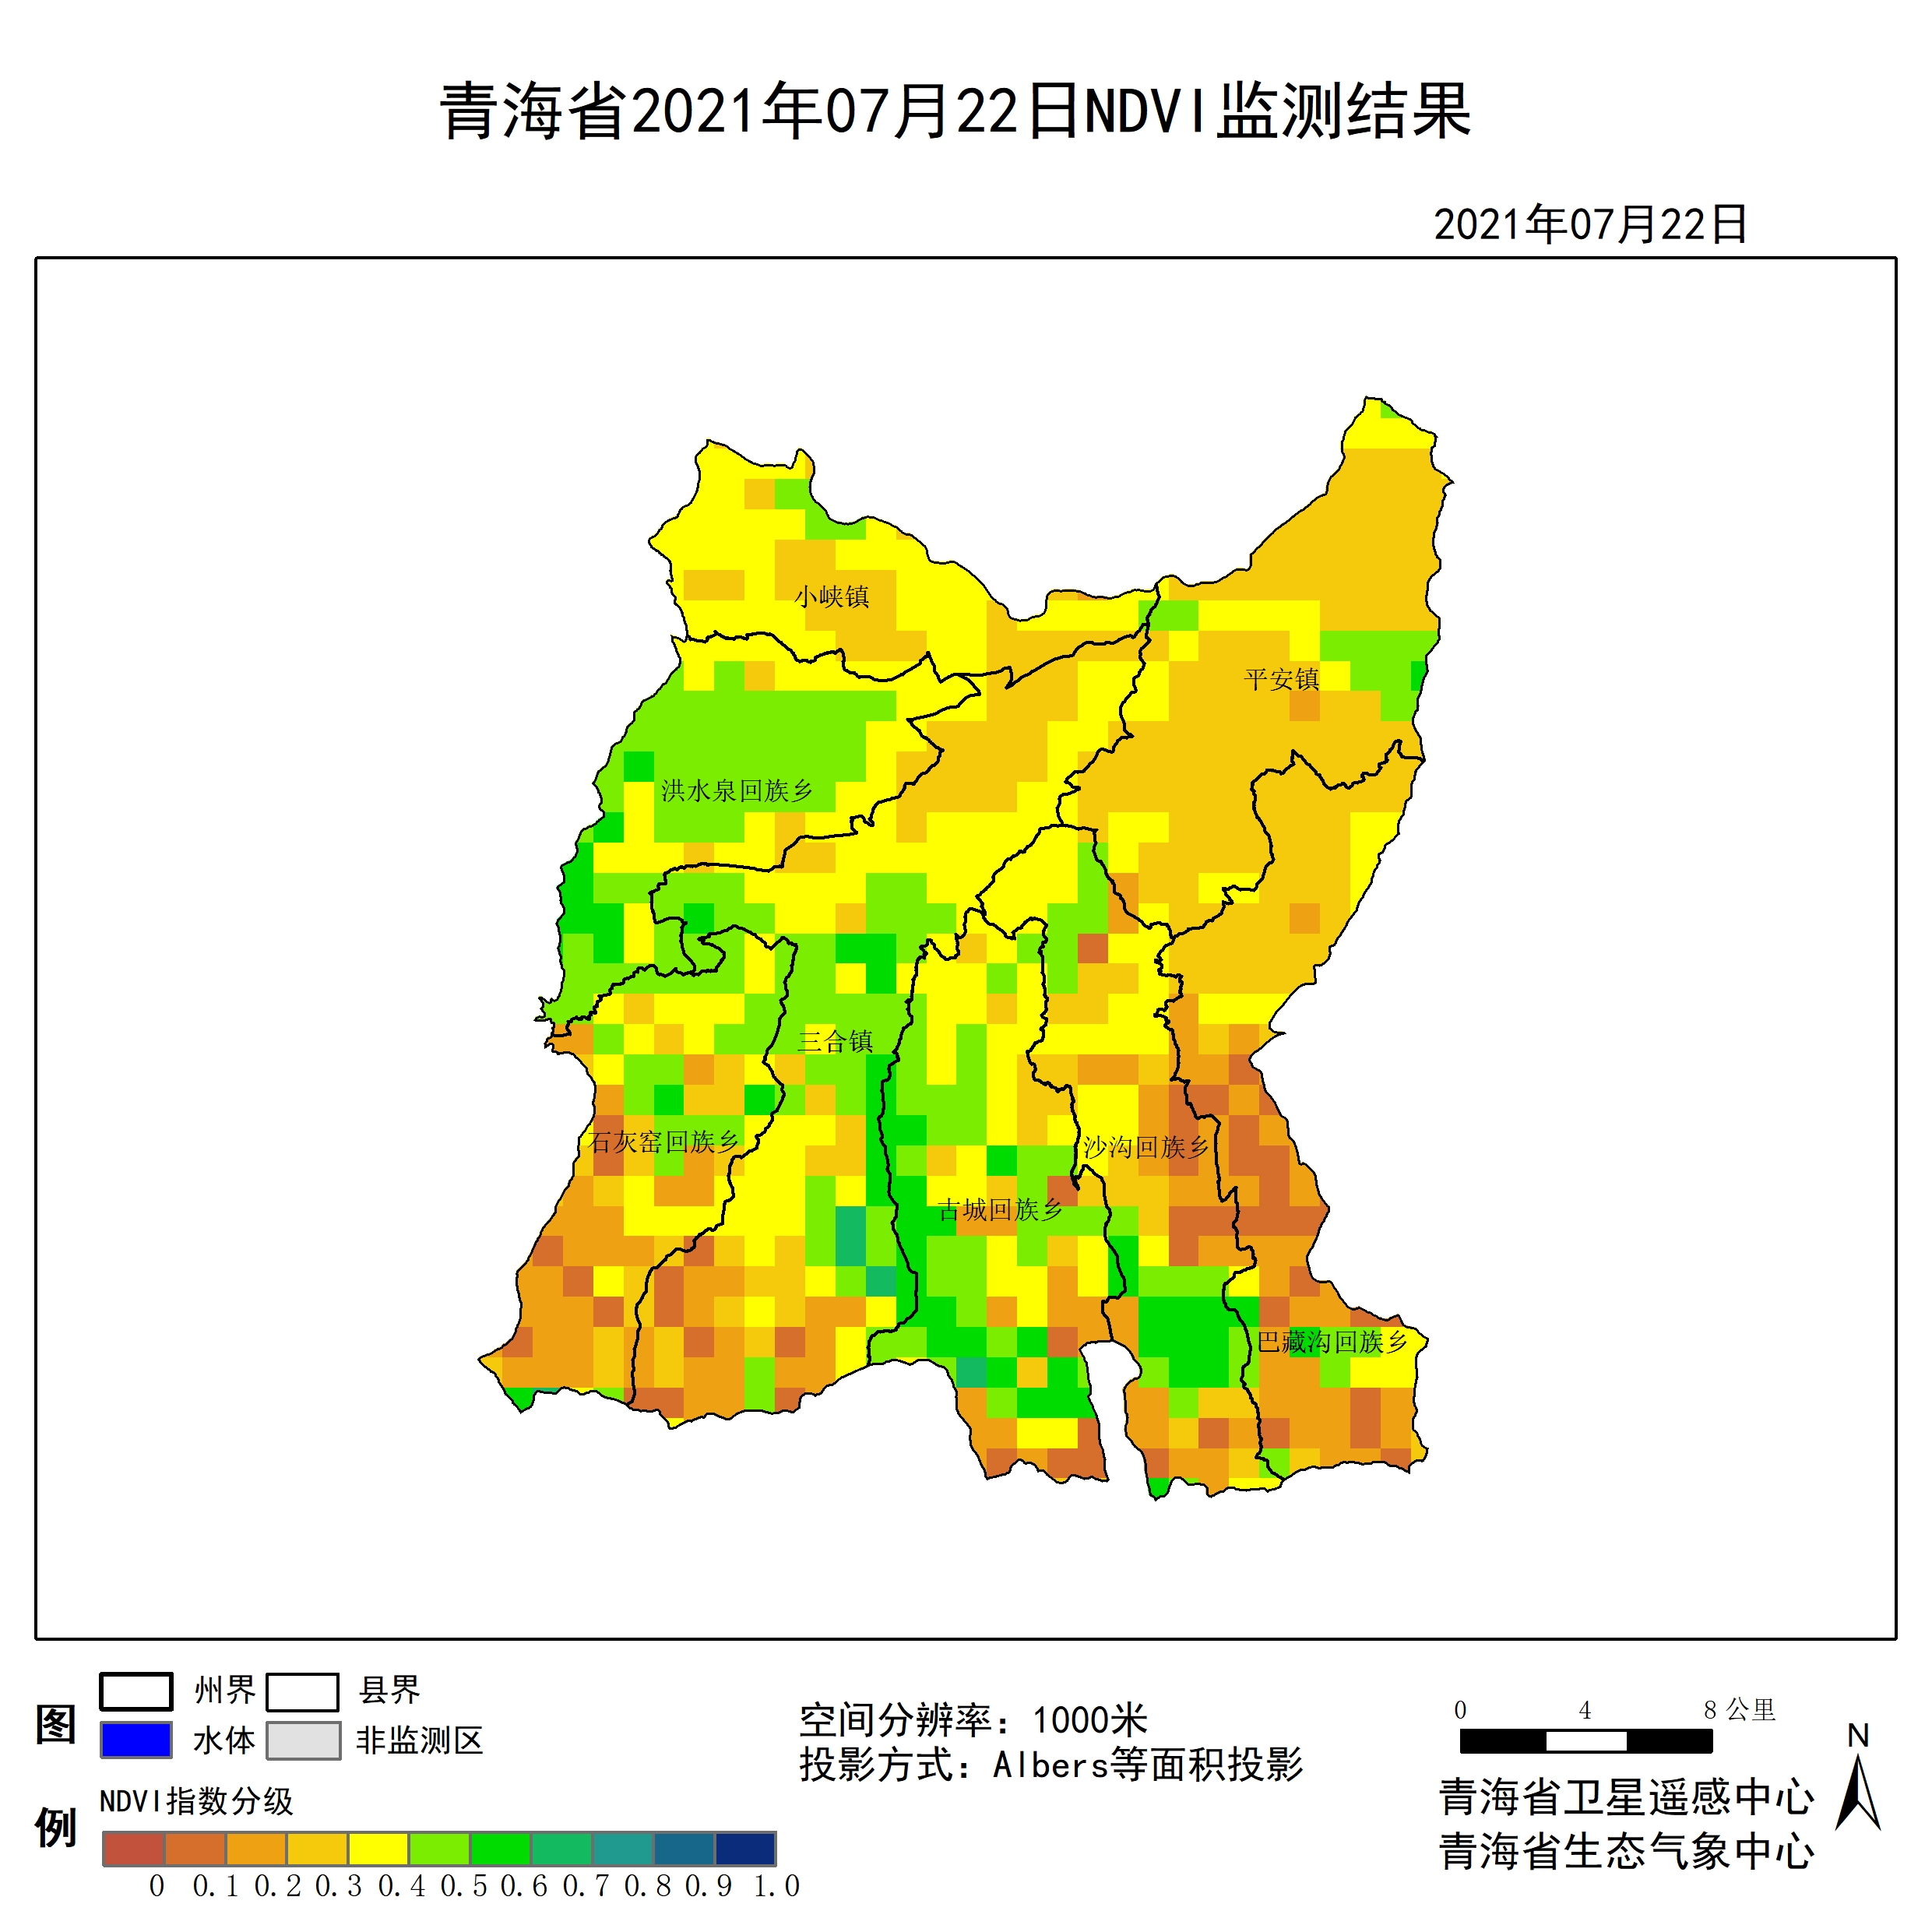 青海省2021年07月22日NDVI监测结果
2021年07月22日
小峡镇
平安镇
洪水泉回族乡
三合镇
石灰窑回族乡
沙沟回族乡
古城回族乡
巴藏沟回族乡
图例
州界 县界
水体 非监测区
NDVI指数分级
0 0.1 0.2 0.3 0.4 0.5 0.6 0.7 0.8 0.9 1.0
空间分辨率：1000米
投影方式：Albers等面积投影
0 4 8 公里
N
青海省卫星遥感中心
青海省生态气象中心